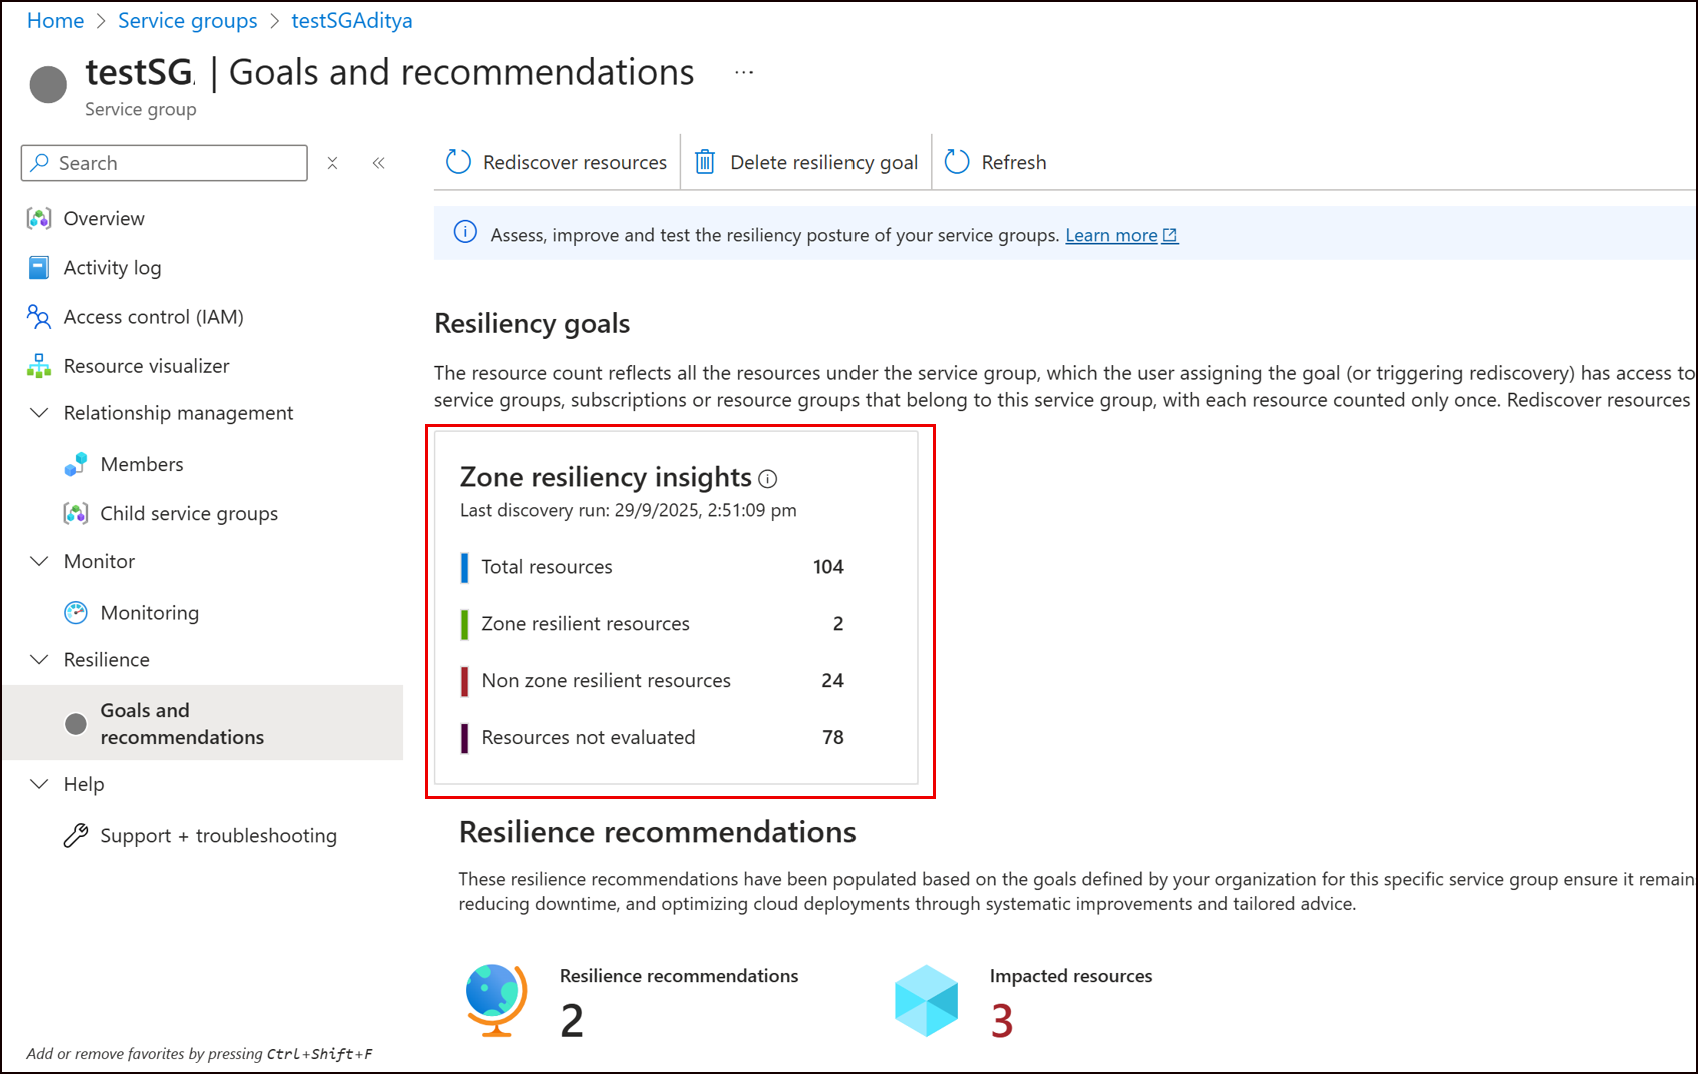 Home > Service groups > testSGAditya
testSG. | Goals and recommendations ...
Service group
Search
Rediscover resources
Delete resiliency goal
Refresh
Overview
Activity log
Access control (IAM)
Resource visualizer
Relationship management
Members
Child service groups
Monitor
Monitoring
Resilience
Goals and
recommendations
Help
Support + troubleshooting
Add or remove favorites by pressing Ctrl+Shift+F
Assess, improve and test the resiliency posture of your service groups. Learn more
Resiliency goals
The resource count reflects all the resources under the service group, which the user assigning the goal (or triggering rediscovery) has access to
service groups, subscriptions or resource groups that belong to this service group, with each resource counted only once. Rediscover resources
Zone resiliency insights
Last discovery run: 29/9/2025, 2:51:09 pm
Total resources 104
Zone resilient resources 2
Non zone resilient resources 24
Resources not evaluated 78
Resilience recommendations
These resilience recommendations have been populated based on the goals defined by your organization for this specific service group ensure it remain
reducing downtime, and optimizing cloud deployments through systematic improvements and tailored advice.
Resilience recommendations
2
Impacted resources
3